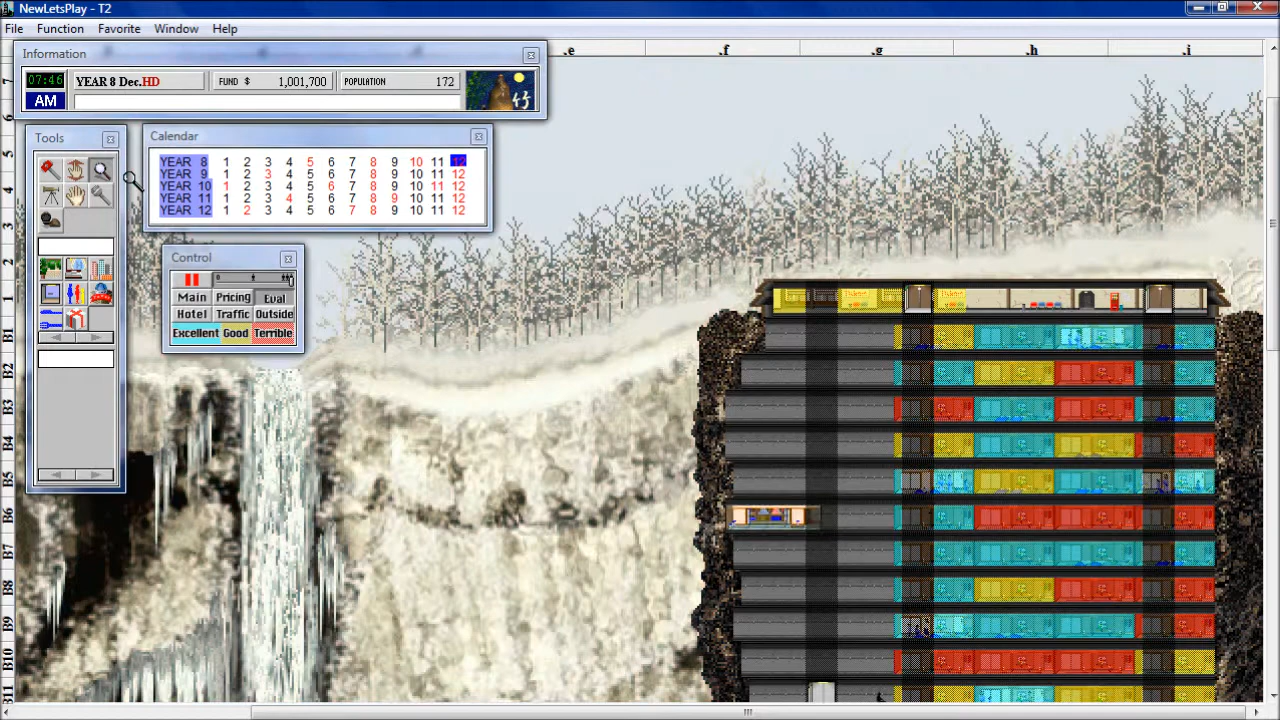 NewLetsPlay - T2
File Function Favorite Window Help
Information
07:46 YEAR 8 Dec.HD FUND $ 1,001,700 POPULATION 172
AM
竹
,e ,f ,g ,h ,i
Tools
Calendar
YEAR 8 1 2 3 4 5 6 7 8 9 10 11 12
YEAR 9 1 2 3 4 5 6 7 8 9 10 11 12
YEAR 10 1 2 3 4 5 6 7 8 9 10 11 12
YEAR 11 1 2 3 4 5 6 7 8 9 10 11 12
YEAR 12 1 2 3 4 5 6 7 8 9 10 11 12
Control
0
Main Pricing Eval
Hotel Traffic Outside
Excellent Good Terrible
7
6
5
4
3
2
1
B1
B2
B3
B4
B5
B6
B7
B8
B9
B10
B11